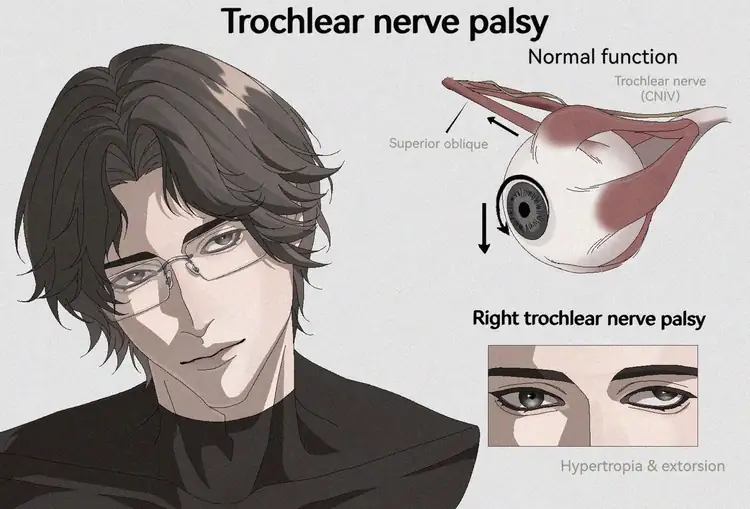 Trochlear nerve palsy
Normal function
Trochlear nerve
(CNIV)
Superior oblique
Right trochlear nerve palsy
Hypertropia & extorsion